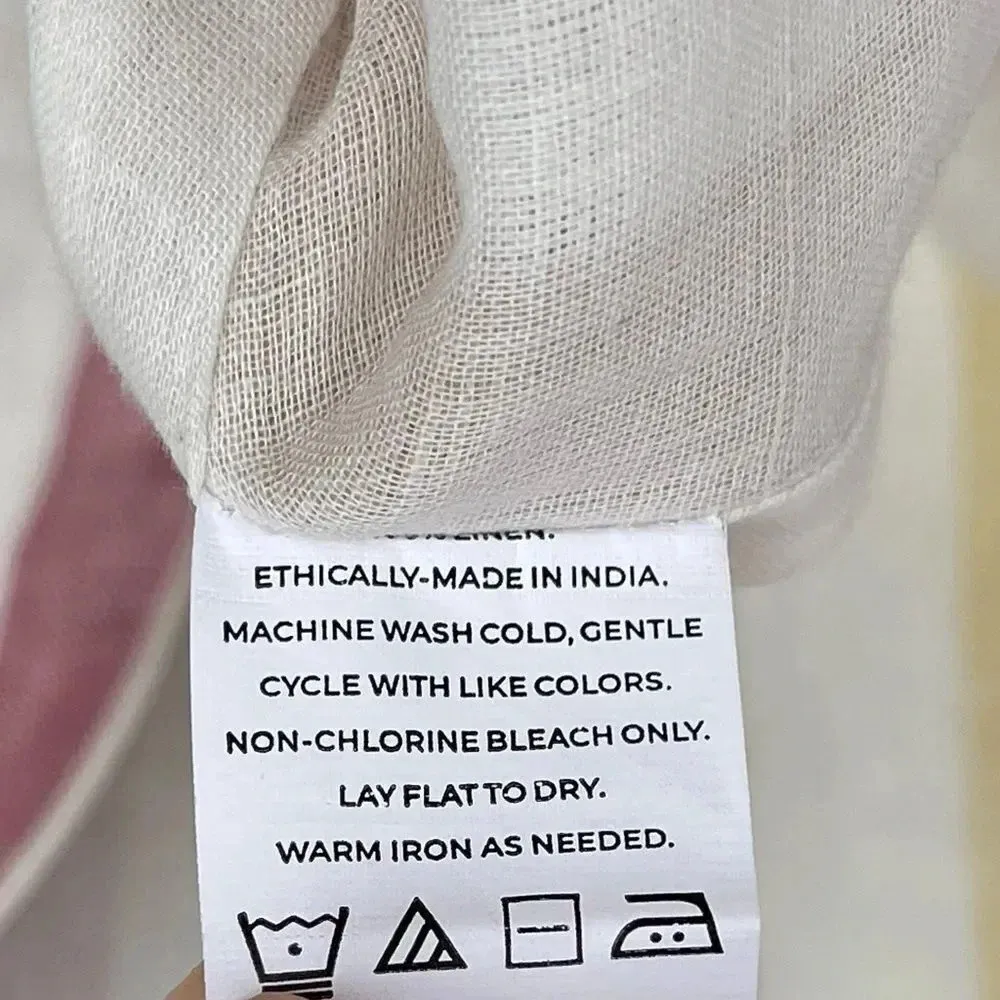 LINEN.
ETHICALLY-MADE IN INDIA.
MACHINE WASH COLD, GENTLE
CYCLE WITH LIKE COLORS.
NON-CHLORINE BLEACH ONLY.
LAY FLAT TO DRY.
WARM IRON AS NEEDED.